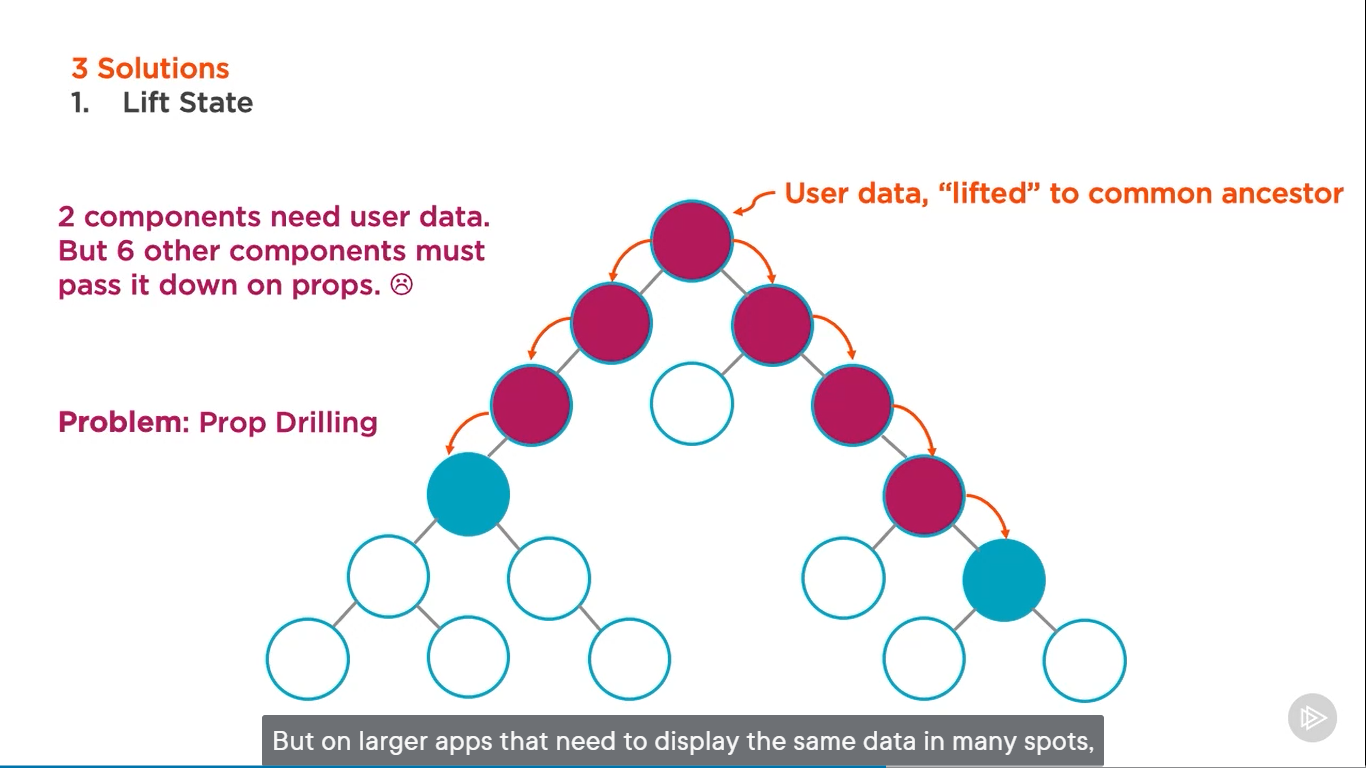 3 Solutions
1. Lift State
User data, “lifted” to common ancestor
2 components need user data.
But 6 other components must
pass it down on props. ☹
Problem: Prop Drilling
But on larger apps that need to display the same data in many spots,